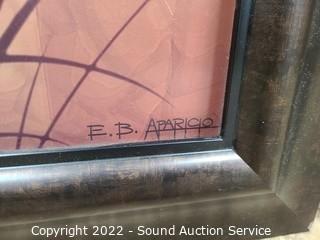 E.B. APARICIO
Copyright 2022 - Sound Auction Service